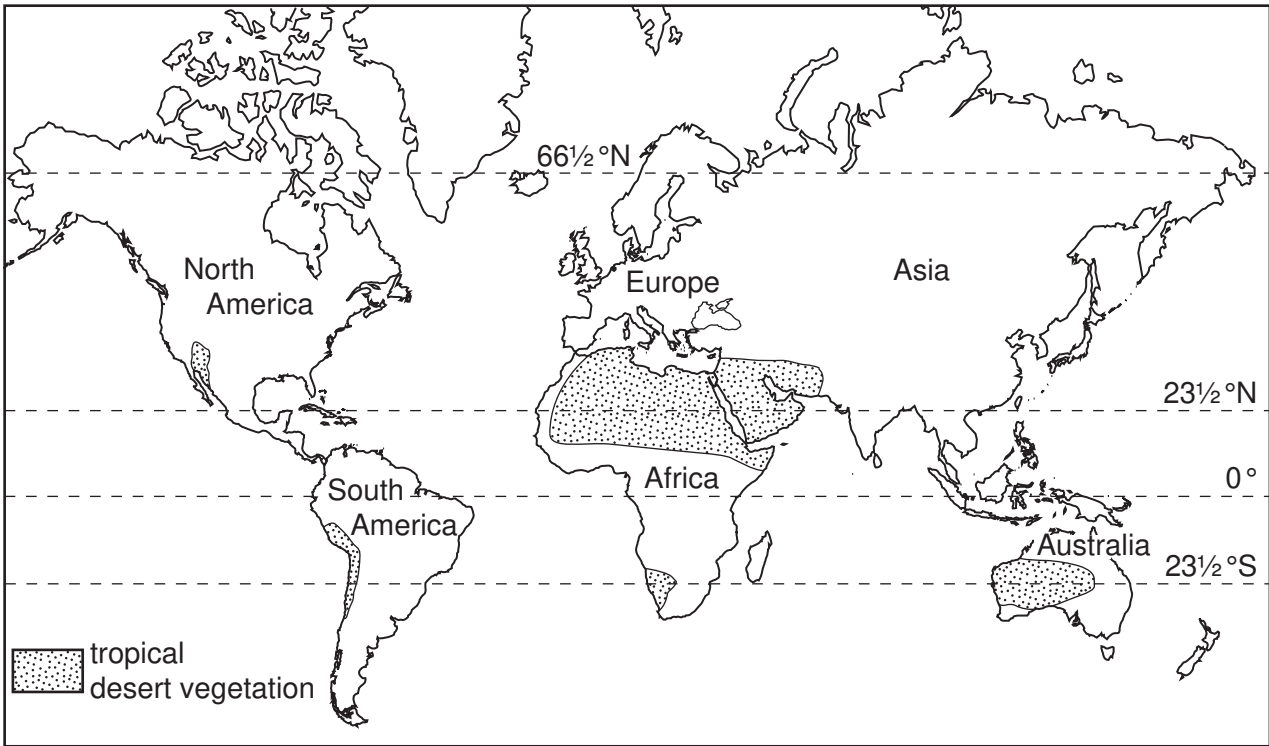 66½°N
North
America
Europe
Asia
23½°N
Africa
0°
South
America
Australia
23½°S
tropical
desert vegetation